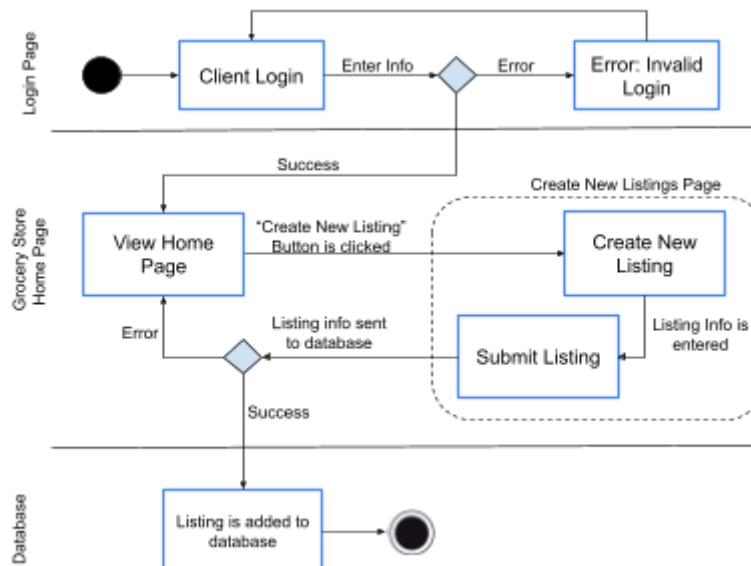 Login Page
Client Login
Enter Info
Error
Error: Invalid
Login
Success
Grocery Store
Home Page
Create New Listings Page
View Home
Page
“Create New Listing”
Button is clicked
Create New
Listing
Error
Listing info sent
to database
Submit Listing
Listing Info is
entered
Success
Database
Listing is added to
database